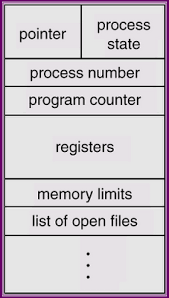 pointer
process
state
process number
program counter
registers
memory limits
list of open files
.
.
.